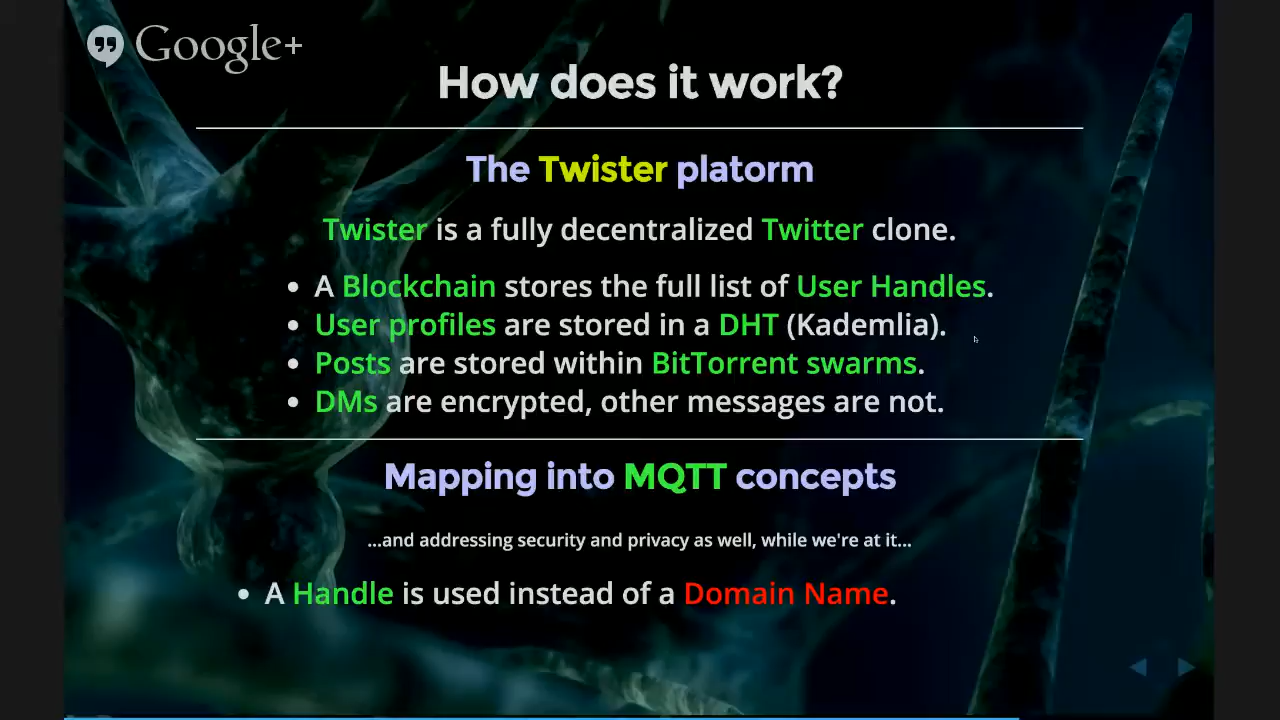 Google+
How does it work?
The Twister platorm
Twister is a fully decentralized Twitter clone.
• A Blockchain stores the full list of User Handles.
• User profiles are stored in a DHT (Kademlia).
• Posts are stored within BitTorrent swarms.
• DMs are encrypted, other messages are not.
Mapping into MQTT concepts
...and addressing security and privacy as well, while we're at it...
• A Handle is used instead of a Domain Name.